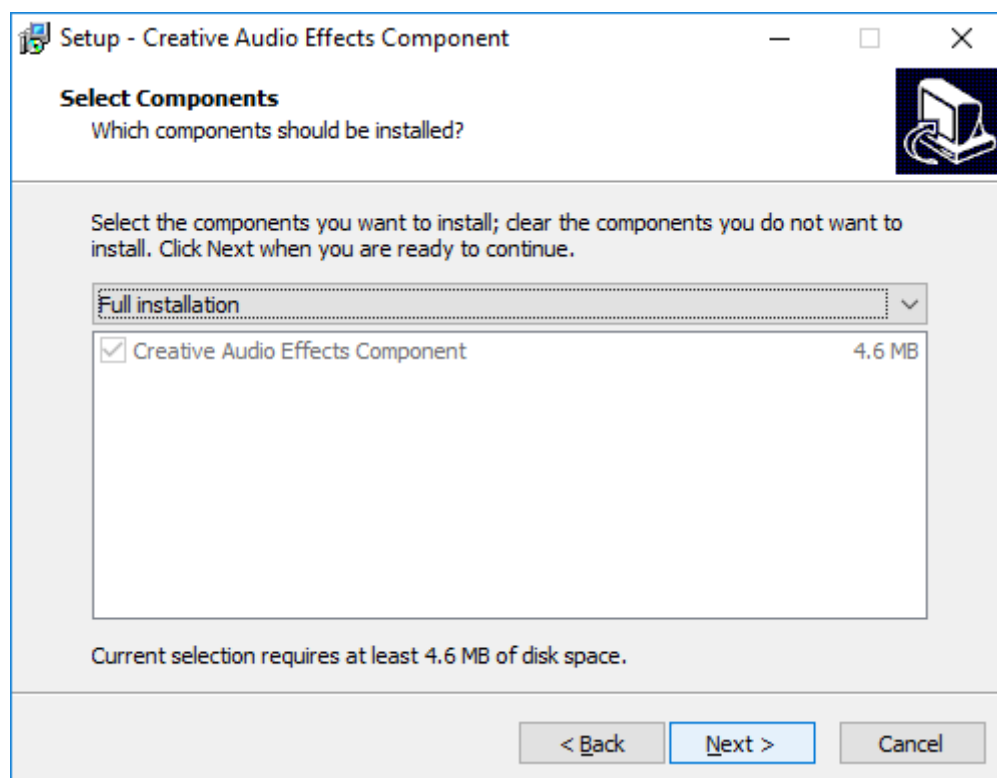 Setup - Creative Audio Effects Component
Select Components
Which components should be installed?
Select the components you want to install; clear the components you do not want to
install. Click Next when you are ready to continue.
Full installation
Creative Audio Effects Component 4.6 MB
Current selection requires at least 4.6 MB of disk space.
< Back Next > Cancel